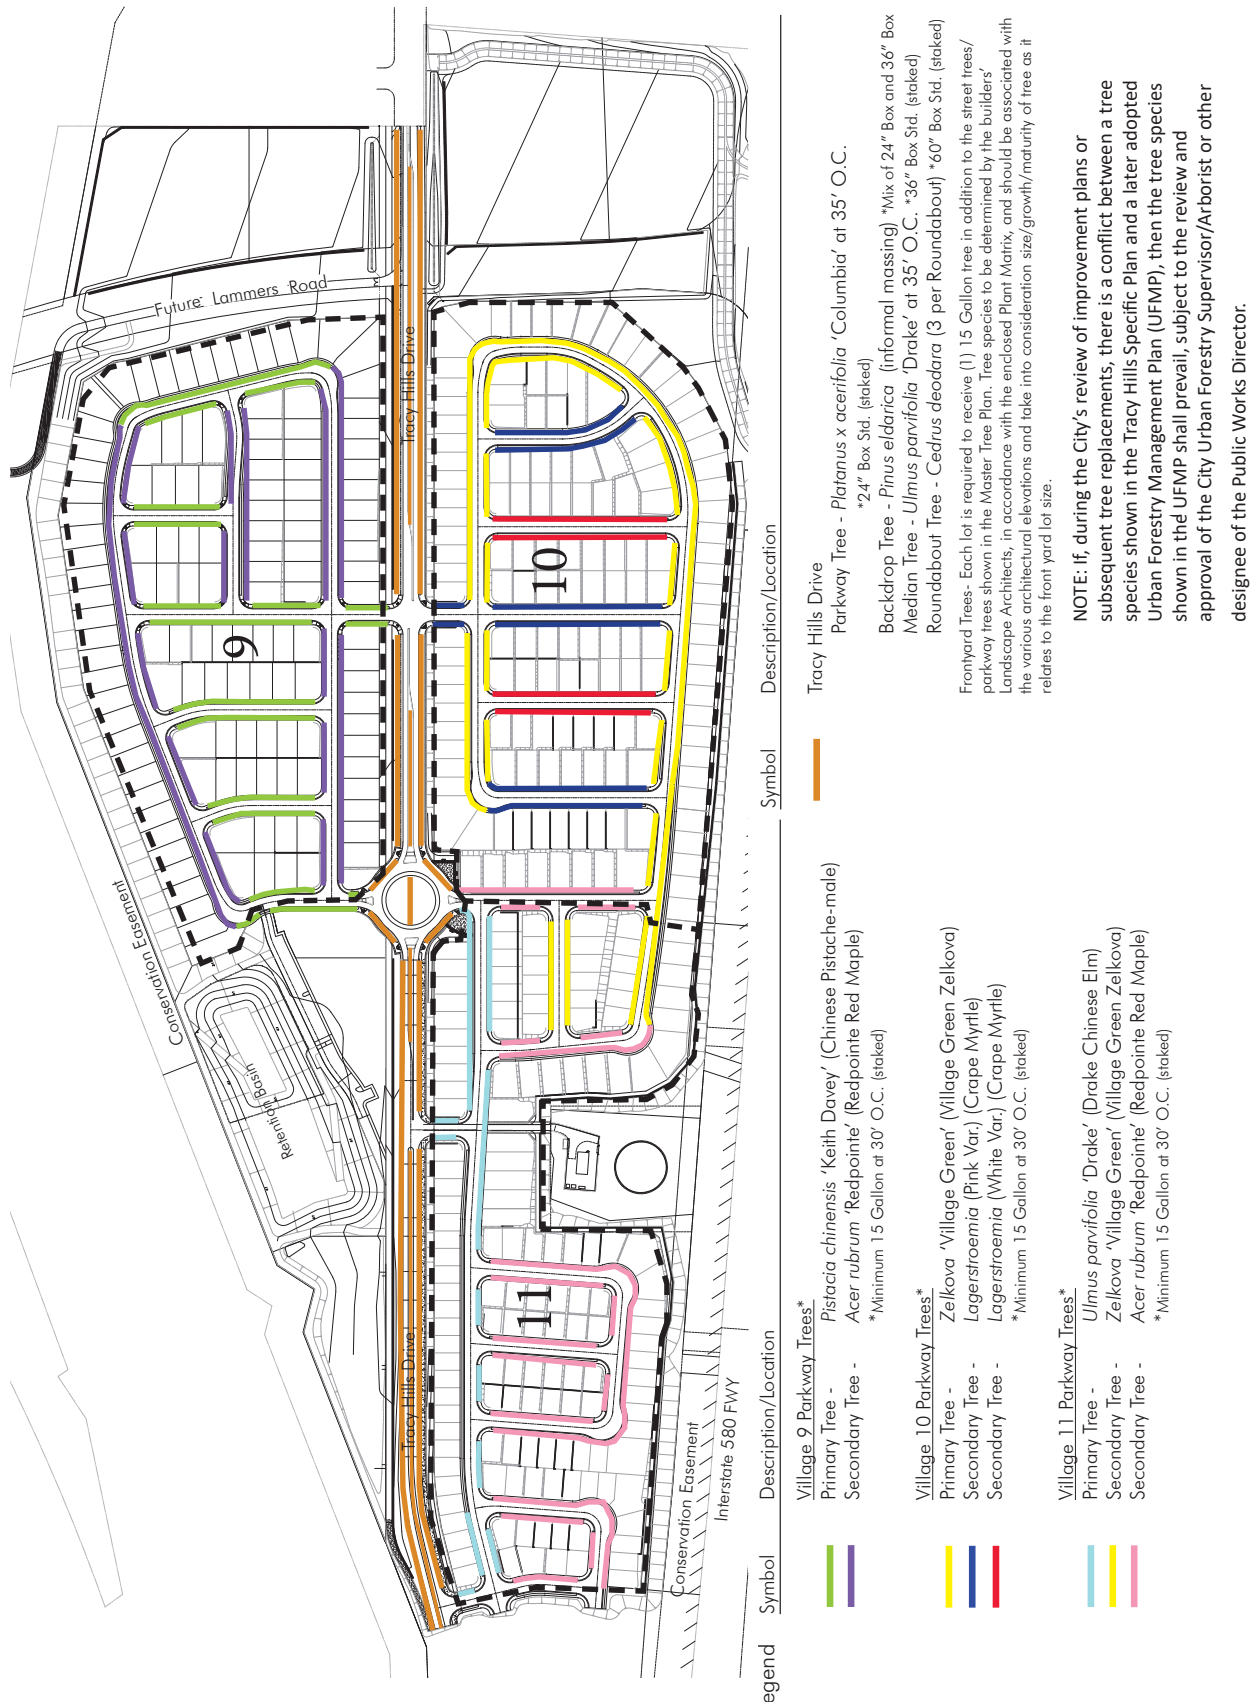 Future Lammers Road
Conservation Easement
Retention Basin
Tracy Hills Drive
Tracy Hills Drive
9
10
11
Conservation Easement
Interstate 580 FWY
egend
Symbol
Description/Location
Village 9 Parkway Trees*
Primary Tree - Pistacia chinensis ‘Keith Davey’ (Chinese Pistache-male)
Secondary Tree - Acer rubrum ‘Redpointe’ (Redpointe Red Maple)
*Minimum 15 Gallon at 30’ O.C. (staked)
Village 10 Parkway Trees*
Primary Tree - Zelkova ‘Village Green’ (Village Green Zelkova)
Secondary Tree - Lagerstroemia (Pink Var.) (Crape Myrtle)
Secondary Tree - Lagerstroemia (White Var.) (Crape Myrtle)
*Minimum 15 Gallon at 30’ O.C. (staked)
Village 11 Parkway Trees*
Primary Tree - Ulmus parvifolia ‘Drake’ (Drake Chinese Elm)
Secondary Tree - Zelkova ‘Village Green’ (Village Green Zelkova)
Secondary Tree - Acer rubrum ‘Redpointe’ (Redpointe Red Maple)
*Minimum 15 Gallon at 30’ O.C. (staked)
Symbol
Description/Location
Tracy Hills Drive
Parkway Tree - Platanus x acerifolia ‘Columbia’ at 35’ O.C.
*24” Box Std. (staked)
Backdrop Tree - Pinus eldarica (informal massing) *Mix of 24” Box and 36” Box
Median Tree - Ulmus parvifolia ‘Drake’ at 35’ O.C. *36” Box Std. (staked)
Roundabout Tree - Cedrus deodara (3 per Roundabout) *60” Box Std. (staked)
Frontyard Trees- Each lot is required to receive (1) 15 Gallon tree in addition to the street trees/
parkway trees shown in the Master Tree Plan. Tree species to be determined by the builders’
Landscape Architects, in accordance with the enclosed Plant Matrix, and should be associated with
the various architectural elevations and take into consideration size/growth/maturity of tree as it
relates to the front yard lot size.
NOTE: If, during the City’s review of improvement plans or
subsequent tree replacements, there is a conflict between a tree
species shown in the Tracy Hills Specific Plan and a later adopted
Urban Forestry Management Plan (UFMP), then the tree species
shown in the UFMP shall prevail, subject to the review and
approval of the City Urban Forestry Supervisor/Arborist or other
designee of the Public Works Director.